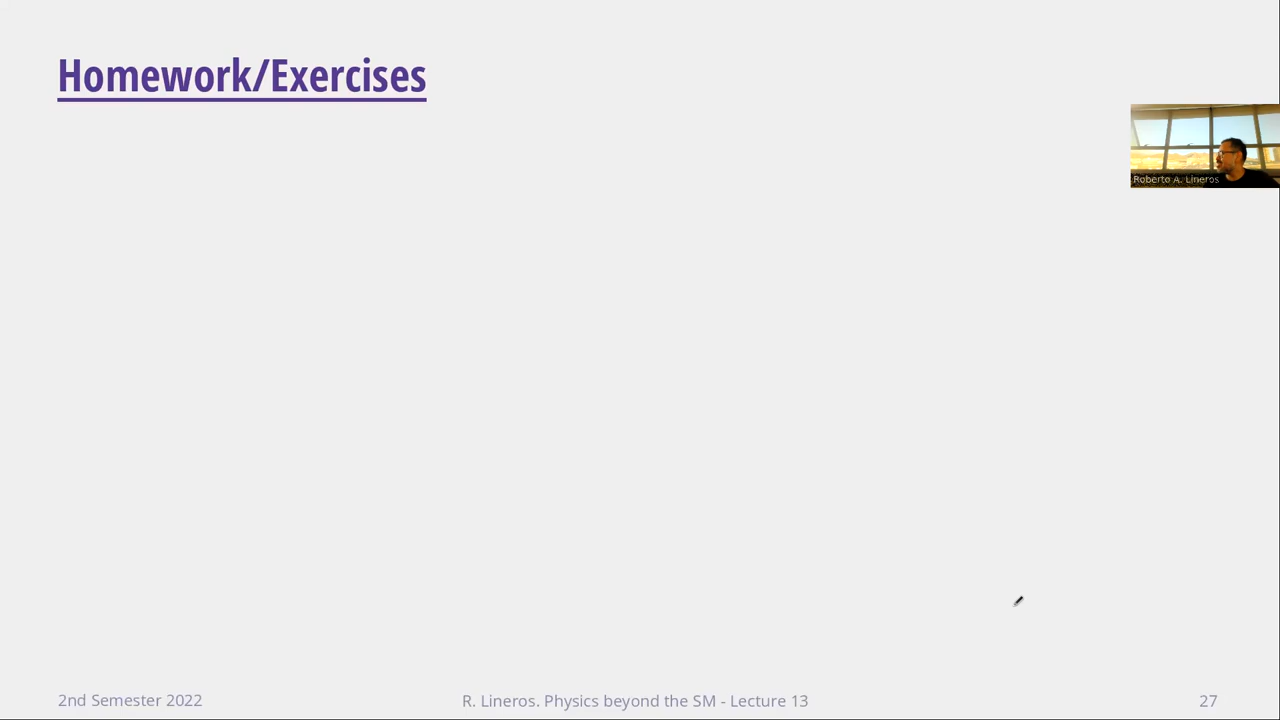 Homework/Exercises
Roberto A. Lineros
2nd Semester 2022
R. Lineros. Physics beyond the SM - Lecture 13
27